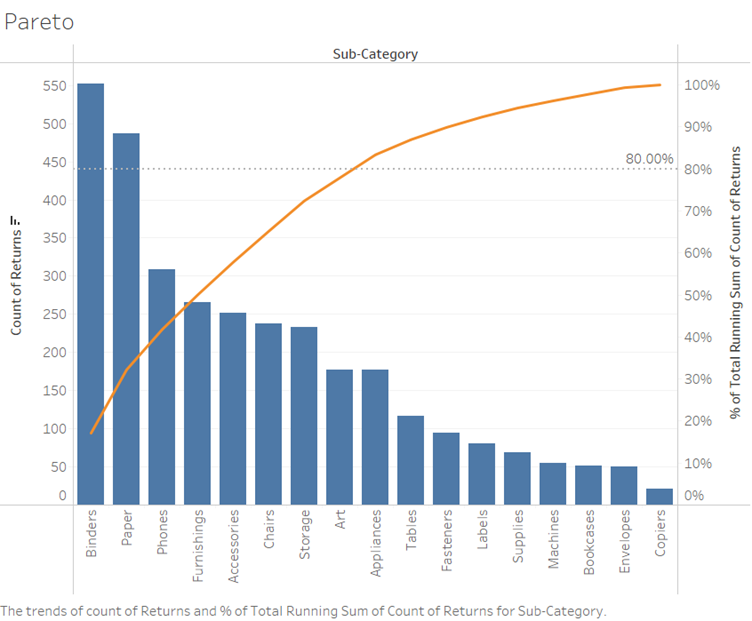 Pareto
Sub-Category
550
500
450
400
350
300
250
200
150
100
50
0
Count of Returns
100%
90%
80%
70%
60%
50%
40%
30%
20%
10%
0%
% of Total Running Sum of Count of Returns
80.00%
Binders
Paper
Phones
Furnishings
Accessories
Chairs
Storage
Art
Appliances
Tables
Fasteners
Labels
Supplies
Machines
Bookcases
Envelopes
Copiers
The trends of count of Returns and % of Total Running Sum of Count of Returns for Sub-Category.